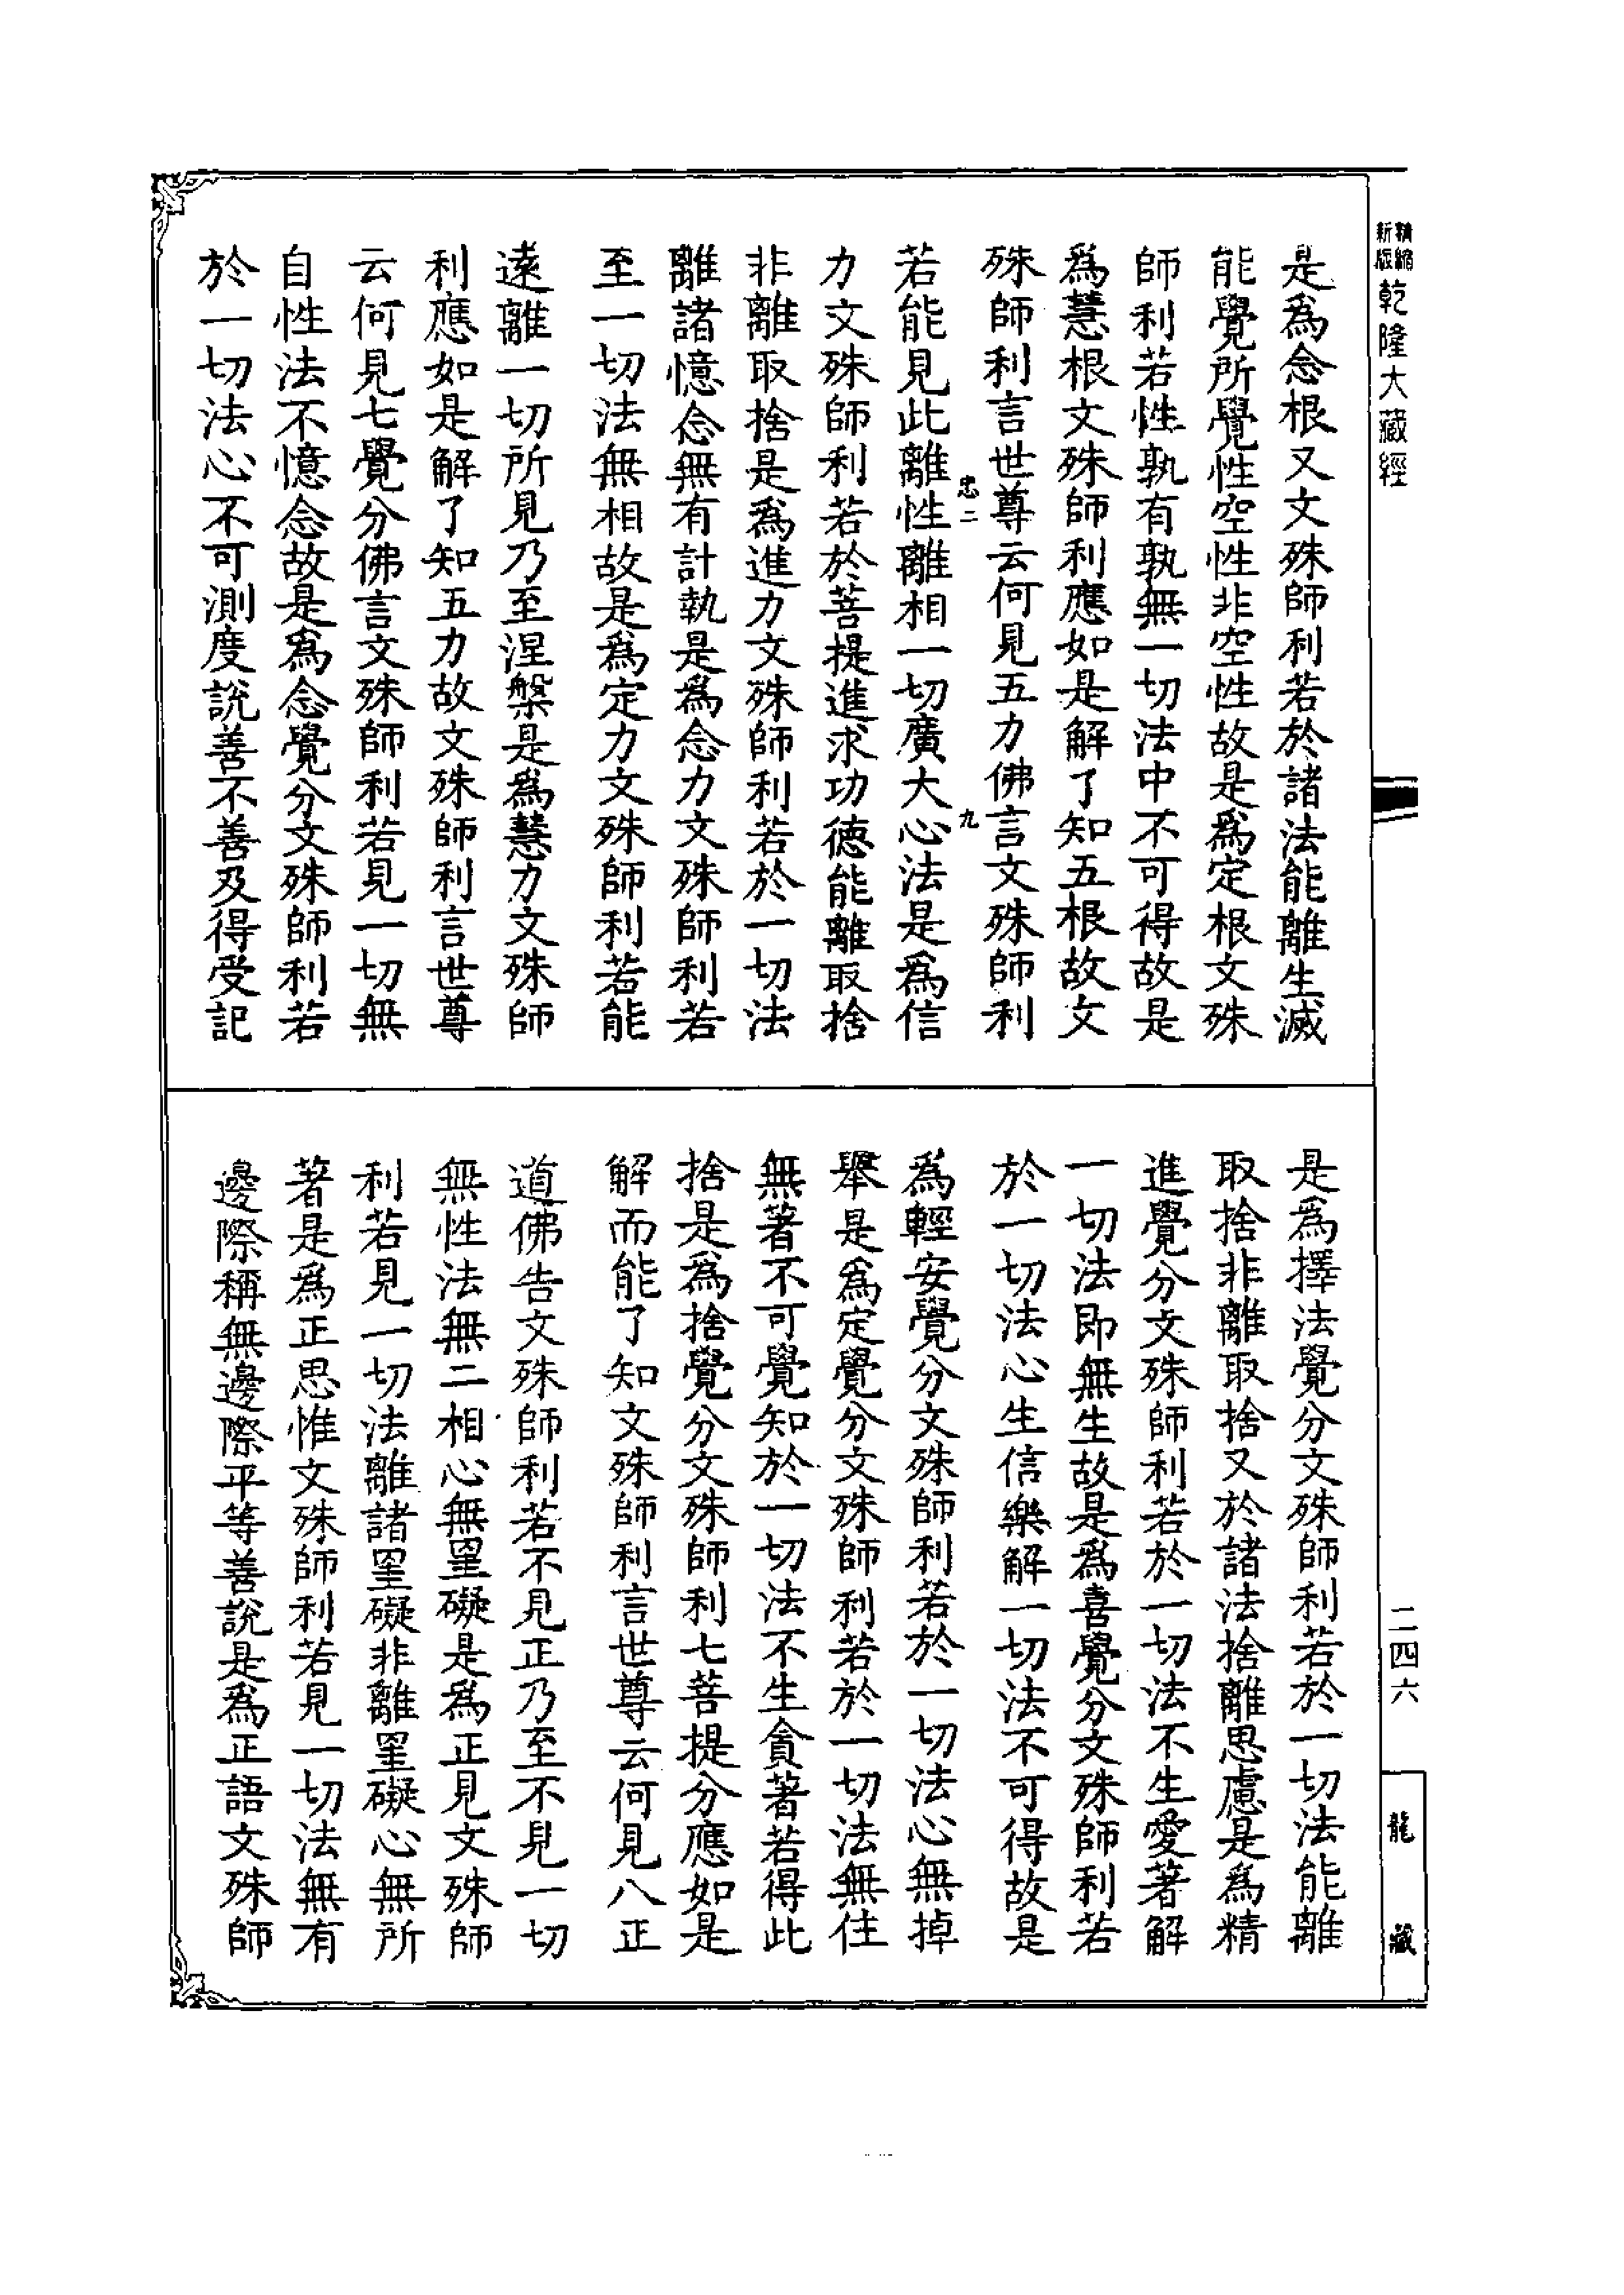 新版精縮乾隆大藏經
是爲念根又文殊師利若於諸法能離生滅
能覺所覺性空性非空性故是爲定根文殊
師利若性孰有孰無一切法中不可得故是
爲慧根文殊師利應如是解了知五根故文
殊師利言世尊云何見五力佛言文殊師利
忠二
九
若能見此離性離相一切廣大心法是爲信
力文殊師利若於菩提進求功德能離取捨
非離取捨是爲進力文殊師利若於一切法
離諸憶念無有計執是爲念力文殊師利若
至一切法無相故是爲定力文殊師利若能
遠離一切所見乃至涅槃是爲慧力文殊師
利應如是解了知五力故文殊師利言世尊
云何見七覺分佛言文殊師利若見一切無
自性法不憶念故是爲念覺分文殊師利若
於一切法心不可測度說善不善及得受記
是爲擇法覺分文殊師利若於一切法能離
取捨非離取捨又於諸法捨離思慮是爲精
進覺分文殊師利若於一切法不生愛著解
一切法即無生故是爲喜覺分文殊師利若
於一切法心生信樂解一切法不可得故是
爲輕安覺分文殊師利若於一切法心無掉
舉是爲定覺分文殊師利若於一切法無住
無著不可覺知於一切法不生貪著若得此
捨是爲捨覺分文殊師利七菩提分應如是
解而能了知文殊師利言世尊云何見八正
道佛告文殊師利若不見正乃至不見一切
無性法無二相心無罣礙是爲正見文殊師
利若見一切法離諸罣礙非離罣礙心無所
著是爲正思惟文殊師利若見一切法無有
邊際稱無邊際平等善說是爲正語文殊師
二四六
龍藏